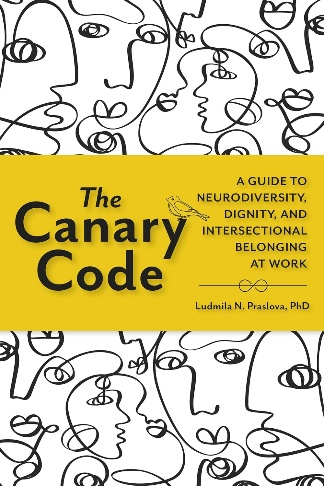 The
Canary
Code
A GUIDE TO
NEURODIVERSITY,
DIGNITY, AND
INTERSECTIONAL
BELONGING
AT WORK
Ludmila N. Praslova, PhD